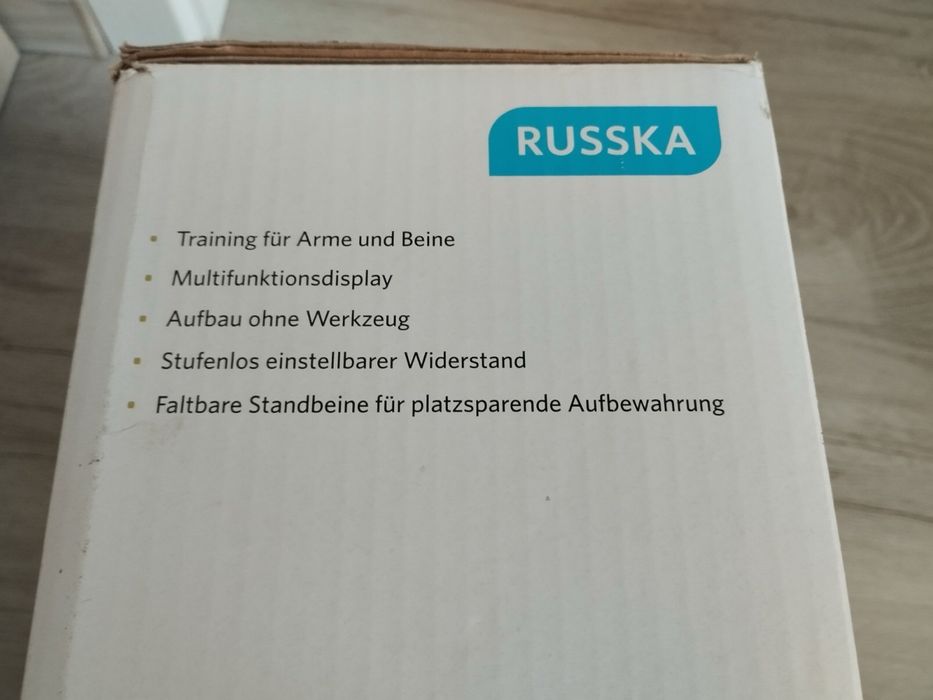 RUSSKA
• Training für Arme und Beine
• Multifunktionsdisplay
• Aufbau ohne Werkzeug
• Stufenlos einstellbarer Widerstand
• Faltbare Standbeine für platzsparende Aufbewahrung